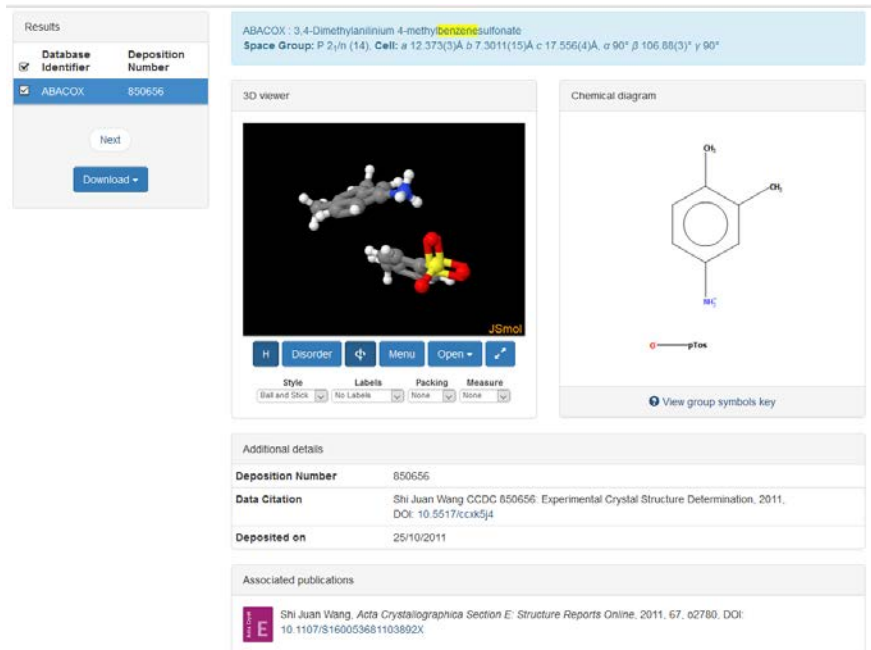 Results
Database Identifier
Deposition Number
ABACOX 850656
Next
Download
ABACOX : 3,4-Dimethylanilinium 4-methylbenzenesulfonate
Space Group: P 2₁/n (14), Cell: a 12.373(3)Å b 7.3011(15)Å c 17.556(4)Å, α 90° β 106.88(3)° γ 90°
3D viewer
JSmol
H Disorder Menu Open
Style Labels Packing Measure
Ball and Stick No Labels None None
Chemical diagram
CH₃
CH₃
NH₃⁺
O⁻ pTos
View group symbols key
Additional details
Deposition Number 850656
Data Citation Shi Juan Wang CCDC 850656: Experimental Crystal Structure Determination, 2011,
DOI: 10.5517/ccxk5j4
Deposited on 25/10/2011
Associated publications
Acta Cryst E
Shi Juan Wang, Acta Crystallographica Section E: Structure Reports Online, 2011, 67, o2780, DOI:
10.1107/S160053681103892X